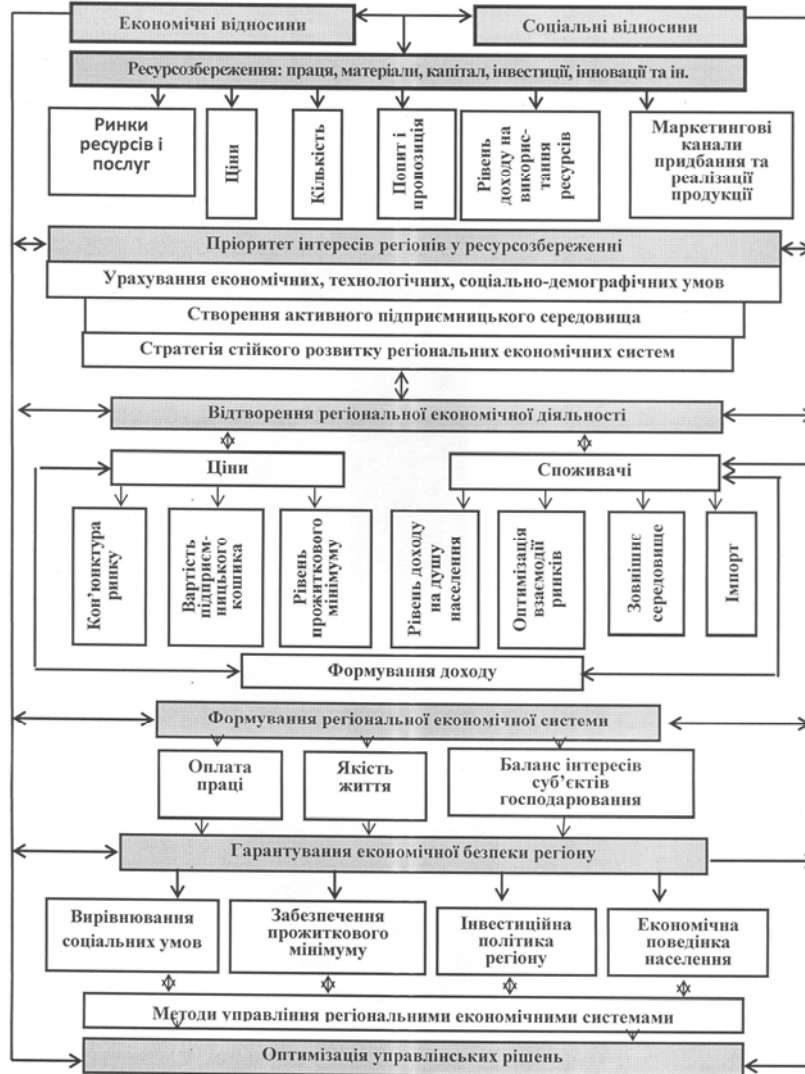 Економічні відносини
Соціальні відносини
Ресурсозбереження: праця, матеріали, капітал, інвестиції, інновації та ін.
Ринки
ресурсів і
послуг
Ціни
Кількість
Попит і
пропозиція
Рівень
доходу на
викорис-
тання
ресурсів
Маркетингові
канали
придбання та
реалізації
продукції
Пріоритет інтересів регіонів у ресурсозбереженні
Урахування економічних, технологічних, соціально-демографічних умов
Створення активного підприємницького середовища
Стратегія стійкого розвитку регіональних економічних систем
Відтворення регіональної економічної діяльності
Ціни
Споживачі
Кон’юнктура
ринку
Вартість
підприєм-
ницького
кошика
Рівень
прожиткового
мінімуму
Рівень доходу
на душу
населення
Оптимізація
взаємодії
ринків
Зовнішнє
середовище
Імпорт
Формування доходу
Формування регіональної економічної системи
Оплата
праці
Якість
життя
Баланс інтересів
суб’єктів
господарювання
Гарантування економічної безпеки регіону
Вирівнювання
соціальних умов
Забезпечення
прожиткового
мінімуму
Інвестиційна
політика
регіону
Економічна
поведінка
населення
Методи управління регіональними економічними системами
Оптимізація управлінських рішень